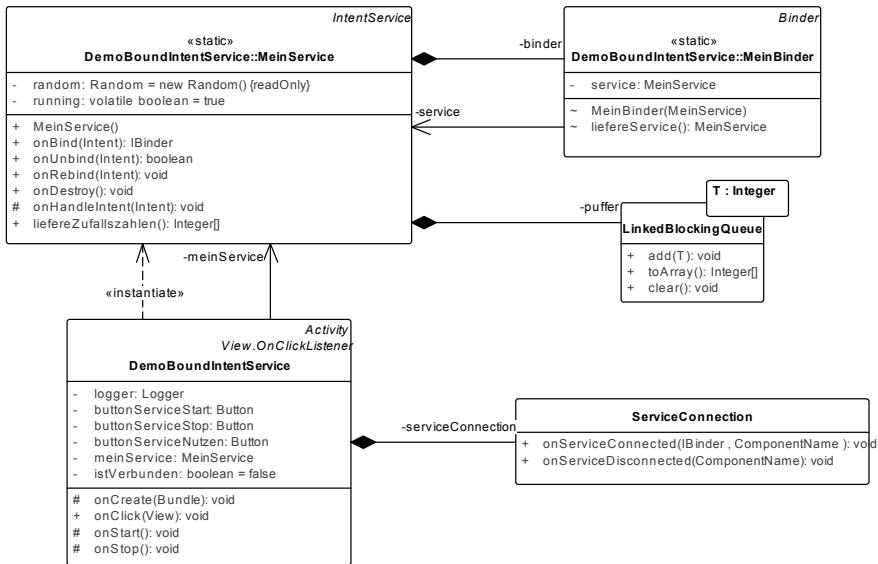 IntentService
«static»
DemoBoundIntentService::MeinService
- random: Random = new Random() {readOnly}
- running: volatile boolean = true
+ MeinService()
+ onBind(Intent): IBinder
+ onUnbind(Intent): boolean
+ onRebind(Intent): void
+ onDestroy(): void
# onHandleIntent(Intent): void
+ liefereZufallszahlen(): Integer[]
-binder
Binder
«static»
DemoBoundIntentService::MeinBinder
- service: MeinService
~ MeinBinder(MeinService)
~ liefereService(): MeinService
-service
-puffer
T : Integer
LinkedBlockingQueue
+ add(T): void
+ toArray(): Integer[]
+ clear(): void
-meinService
«instantiate»
Activity
View.OnClickListener
DemoBoundIntentService
- logger: Logger
- buttonServiceStart: Button
- buttonServiceStop: Button
- buttonServiceNutzen: Button
- meinService: MeinService
- istVerbunden: boolean = false
# onCreate(Bundle): void
+ onClick(View): void
# onStart(): void
# onStop(): void
-serviceConnection
ServiceConnection
+ onServiceConnected(IBinder , ComponentName ): void
+ onServiceDisconnected(ComponentName): void